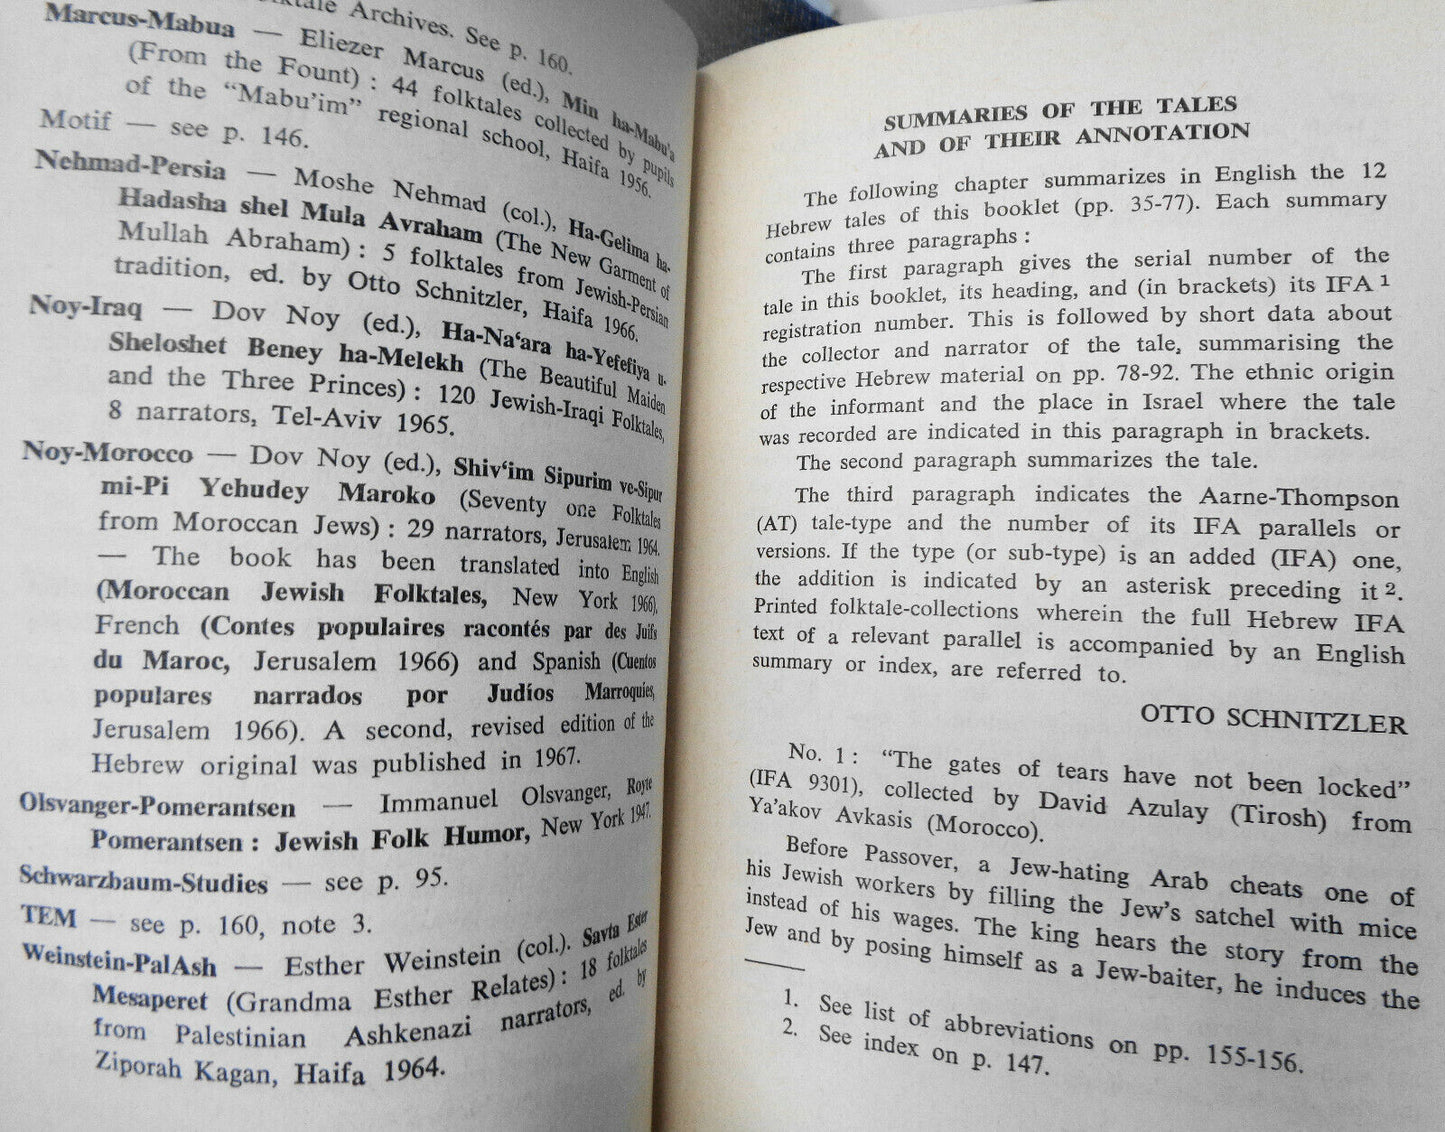 Folktale Archives. See p. 160.
Marcus-Mabua — Eliezer Marcus (ed.), Min ha-Mabu'a
(From the Fount) : 44 folktales collected by pupils
of the "Mabu'im" regional school, Haifa 1956.
Motif — see p. 146.
Nehmad-Persia — Moshe Nehmad (col.), Ha-Gelima ha-
Hadasha shel Mula Avraham (The New Garment of
Mullah Abraham) : 5 folktales from Jewish-Persian
tradition, ed. by Otto Schnitzler, Haifa 1966.
Noy-Iraq — Dov Noy (ed.), Ha-Na'ara ha-Yefefiya u-
Sheloshet Beney ha-Melekh (The Beautiful Maiden
and the Three Princes) : 120 Jewish-Iraqi Folktales,
8 narrators, Tel-Aviv 1965.
Noy-Morocco — Dov Noy (ed.), Shiv'im Sipurim ve-Sipur
mi-Pi Yehudey Maroko (Seventy one Folktales
from Moroccan Jews) : 29 narrators, Jerusalem 1964.
— The book has been translated into English
(Moroccan Jewish Folktales, New York 1966),
French (Contes populaires racontés par des Juifs
du Maroc, Jerusalem 1966) and Spanish (Cuentos
populares narrados por Judíos Marroquíes,
Jerusalem 1966). A second, revised edition of the
Hebrew original was published in 1967.
Olsvanger-Pomerantsen — Immanuel Olsvanger, Royte
Pomerantsen : Jewish Folk Humor, New York 1947.
Schwarzbaum-Studies — see p. 95.
TEM — see p. 160, note 3.
Weinstein-PalAsh — Esther Weinstein (col.). Savta Ester
Mesaperet (Grandma Esther Relates) : 18 folktales
from Palestinian Ashkenazi narrators, ed. by
Ziporah Kagan, Haifa 1964.
SUMMARIES OF THE TALES
AND OF THEIR ANNOTATION
The following chapter summarizes in English the 12
Hebrew tales of this booklet (pp. 35-77). Each summary
contains three paragraphs :
The first paragraph gives the serial number of the
tale in this booklet, its heading, and (in brackets) its IFA 1
registration number. This is followed by short data about
the collector and narrator of the tale, summarising the
respective Hebrew material on pp. 78-92. The ethnic origin
of the informant and the place in Israel where the tale
was recorded are indicated in this paragraph in brackets.
The second paragraph summarizes the tale.
The third paragraph indicates the Aarne-Thompson
(AT) tale-type and the number of its IFA parallels or
versions. If the type (or sub-type) is an added (IFA) one,
the addition is indicated by an asterisk preceding it 2.
Printed folktale-collections wherein the full Hebrew IFA
text of a relevant parallel is accompanied by an English
summary or index, are referred to.
OTTO SCHNITZLER
No. 1 : "The gates of tears have not been locked"
(IFA 9301), collected by David Azulay (Tirosh) from
Ya'akov Avkasis (Morocco).
Before Passover, a Jew-hating Arab cheats one of
his Jewish workers by filling the Jew's satchel with mice
instead of his wages. The king hears the story from the
Jew and by posing himself as a Jew-baiter, he induces the
1. See list of abbreviations on pp. 155-156.
2. See index on p. 147.